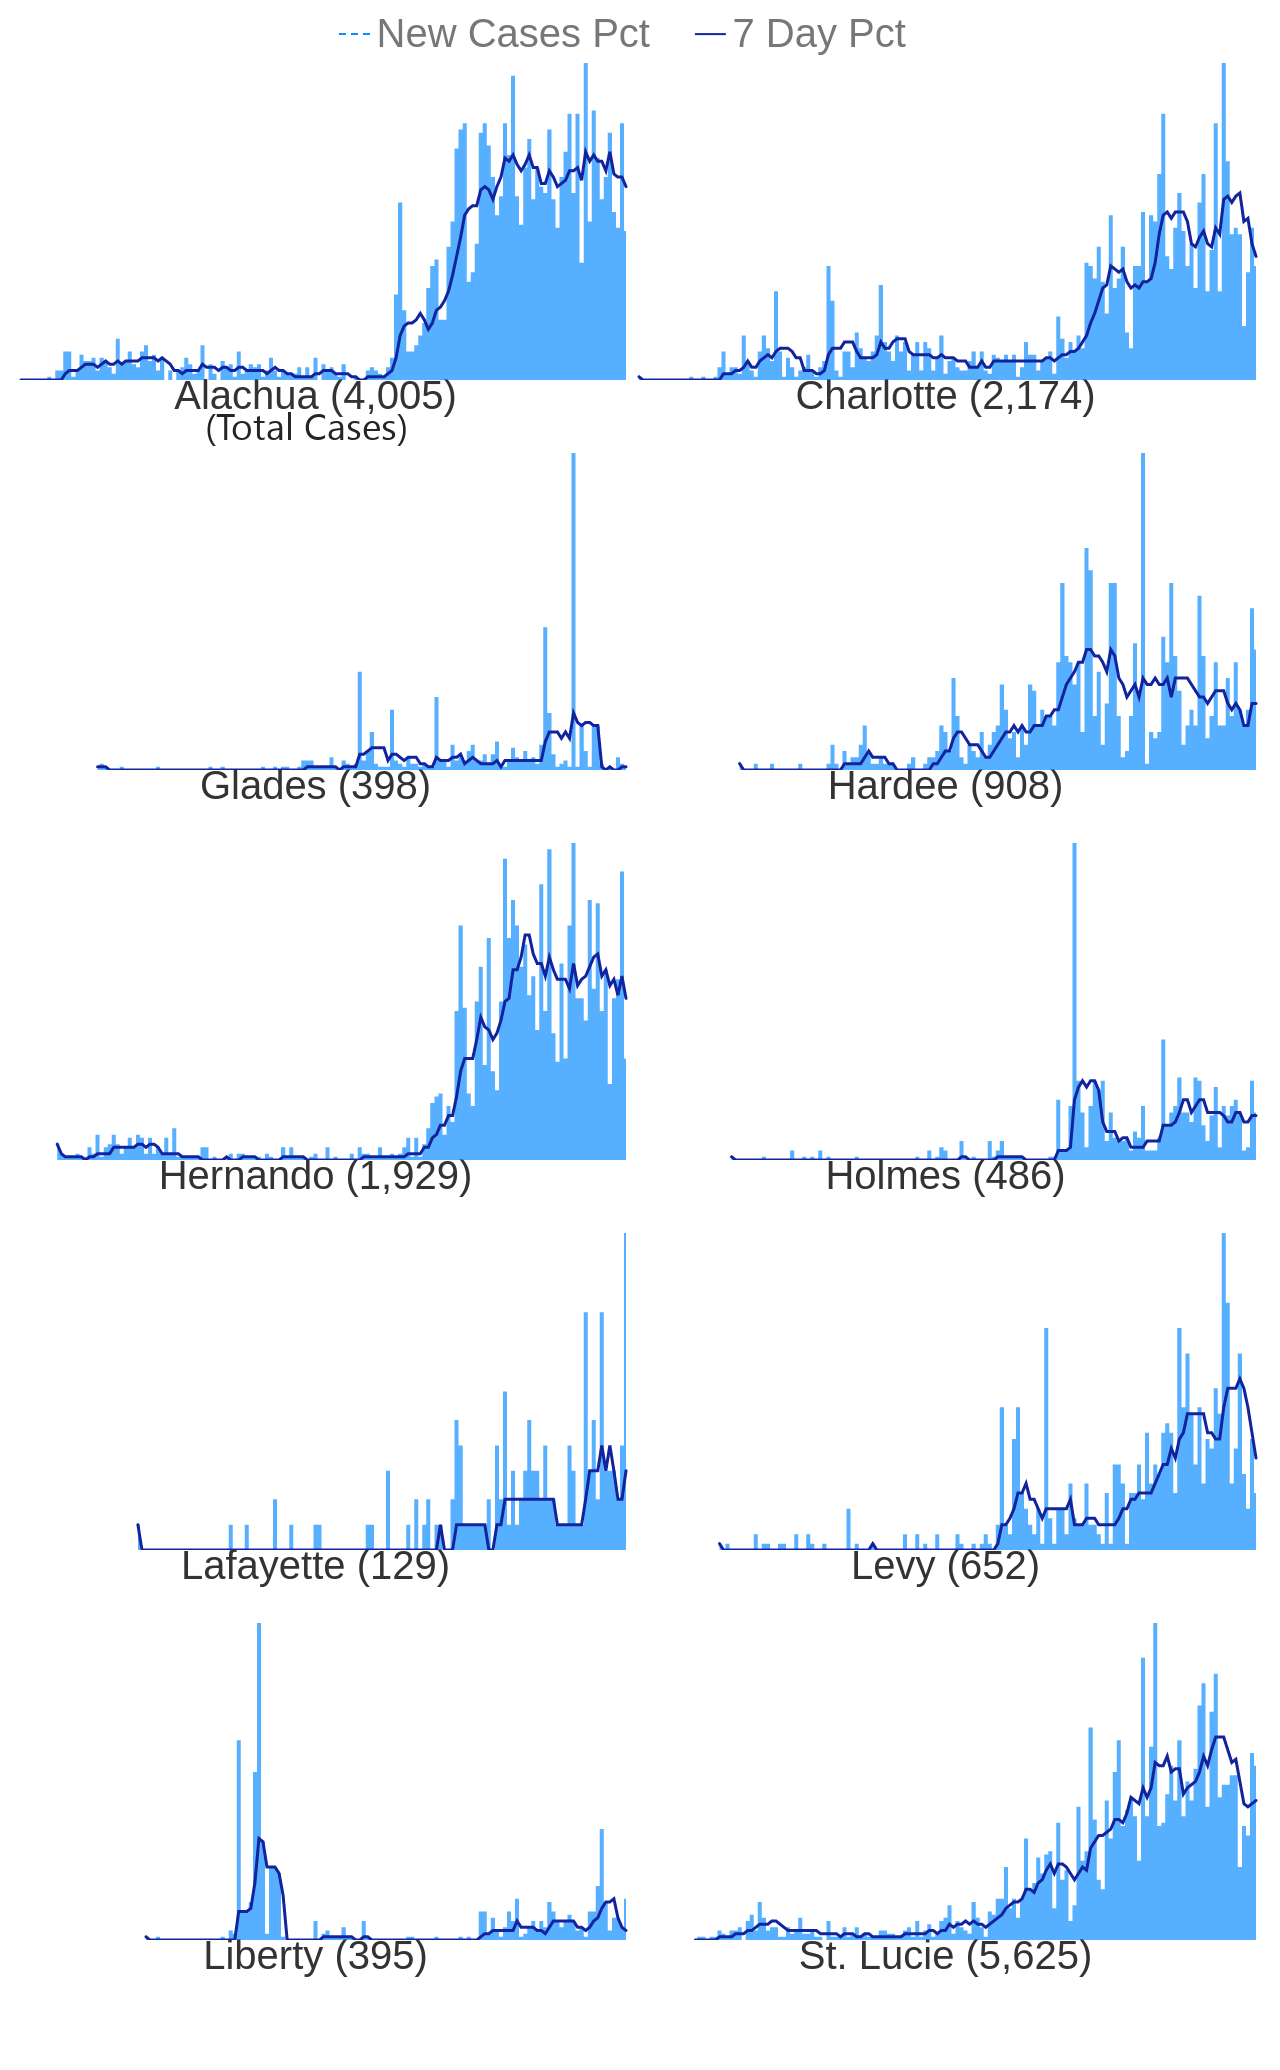 New Cases Pct 7 Day Pct
Alachua (4,005) Charlotte (2,174)
(Total Cases)
Glades (398) Hardee (908)
Hernando (1,929) Holmes (486)
Lafayette (129) Levy (652)
Liberty (395) St. Lucie (5,625)